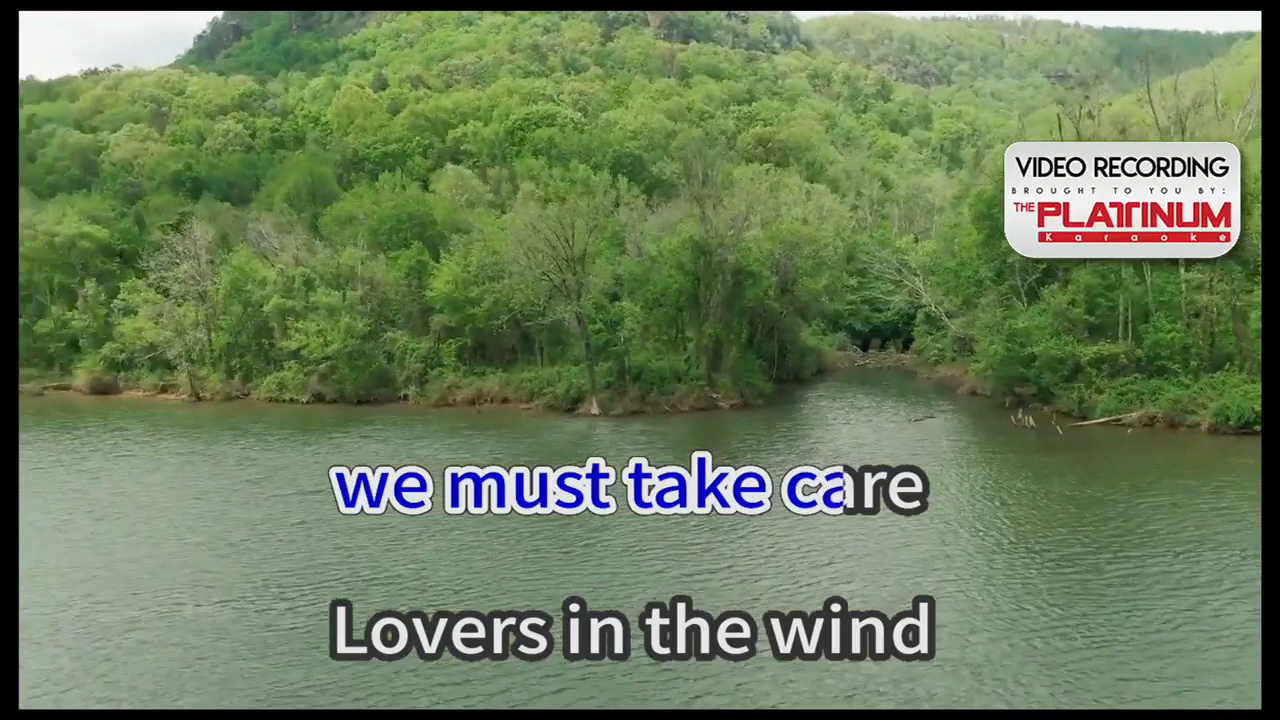 VIDEO RECORDING
BROUGHT TO YOU BY:
THE PLATINUM
Karaoke
we must take care
Lovers in the wind